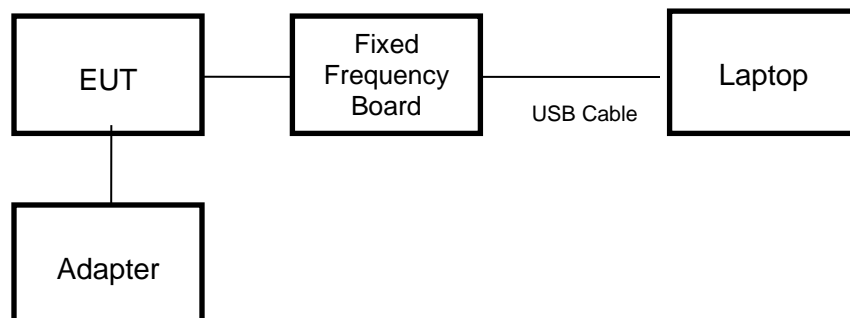 EUT
Fixed
Frequency
Board
Laptop
USB Cable
Adapter